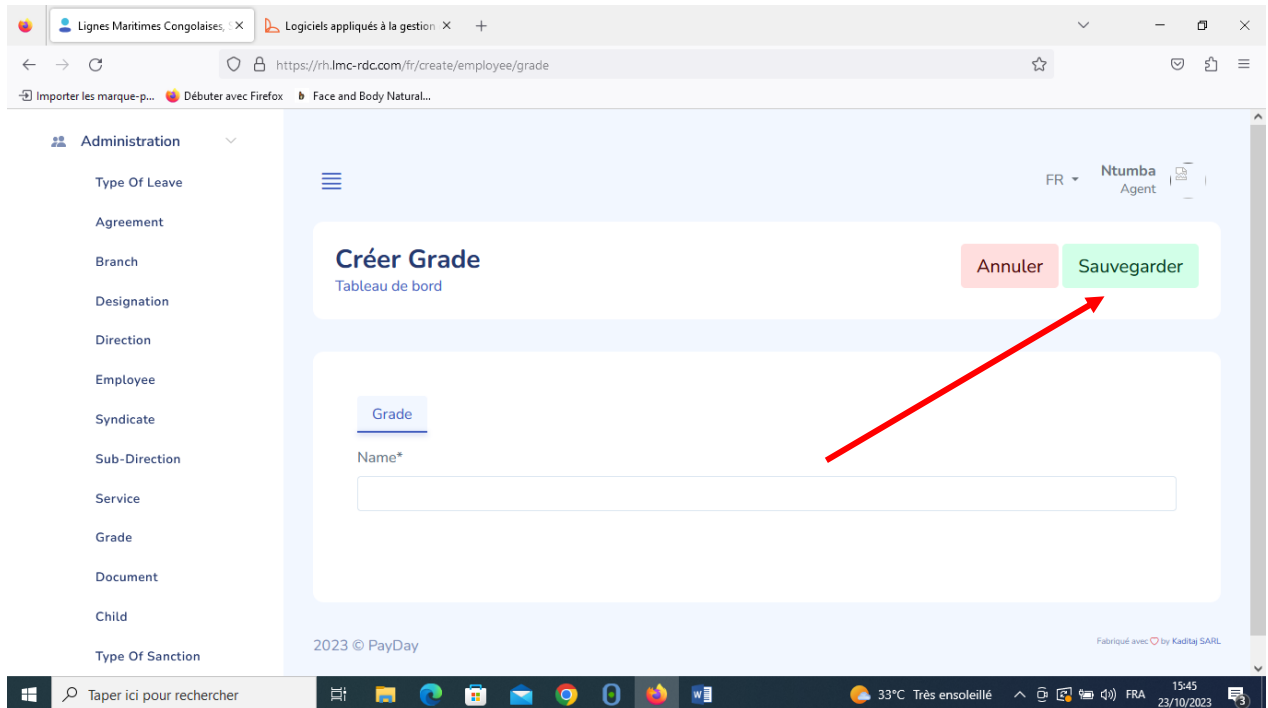 Lignes Maritimes Congolaises, S
Logiciels appliqués à la gestion
https://rh.lmc-rdc.com/fr/create/employee/grade
Importer les marque-p... Débuter avec Firefox b Face and Body Natural...
Administration
Type Of Leave
Agreement
Branch
Designation
Direction
Employee
Syndicate
Sub-Direction
Service
Grade
Document
Child
Type Of Sanction
FR
Ntumba
Agent
Créer Grade
Tableau de bord
Annuler
Sauvegarder
Grade
Name*
2023 © PayDay
Fabriqué avec by Kaditaj SARL
Taper ici pour rechercher
33°C Très ensoleillé
FRA
15:45
23/10/2023
3